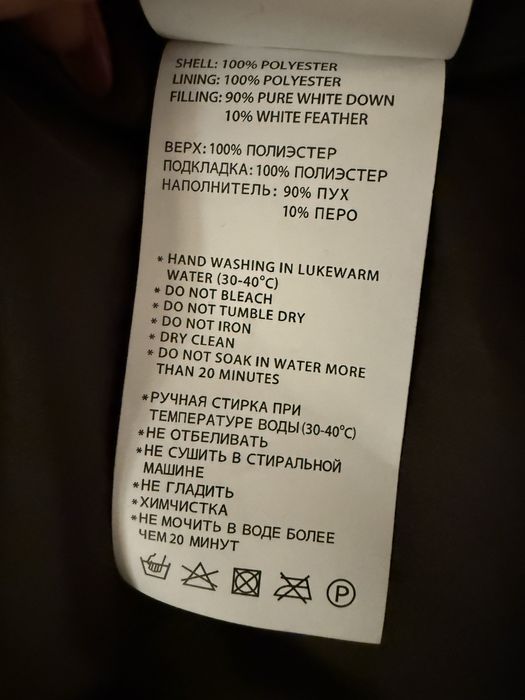 SHELL: 100% POLYESTER
LINING: 100% POLYESTER
FILLING: 90% PURE WHITE DOWN
10% WHITE FEATHER
ВЕРХ: 100% ПОЛИЭСТЕР
ПОДКЛАДКА: 100% ПОЛИЭСТЕР
НАПОЛНИТЕЛЬ: 90% ПУХ
10% ПЕРО
* HAND WASHING IN LUKEWARM
WATER (30-40°C)
* DO NOT BLEACH
* DO NOT TUMBLE DRY
* DO NOT IRON
* DRY CLEAN
* DO NOT SOAK IN WATER MORE
THAN 20 MINUTES
*РУЧНАЯ СТИРКА ПРИ
ТЕМПЕРАТУРЕ ВОДЫ (30-40°C)
*НЕ ОТБЕЛИВАТЬ
*НЕ СУШИТЬ В СТИРАЛЬНОЙ
МАШИНЕ
*НЕ ГЛАДИТЬ
*ХИМЧИСТКА
*НЕ МОЧИТЬ В ВОДЕ БОЛЕЕ
ЧЕМ 20 МИНУТ
P